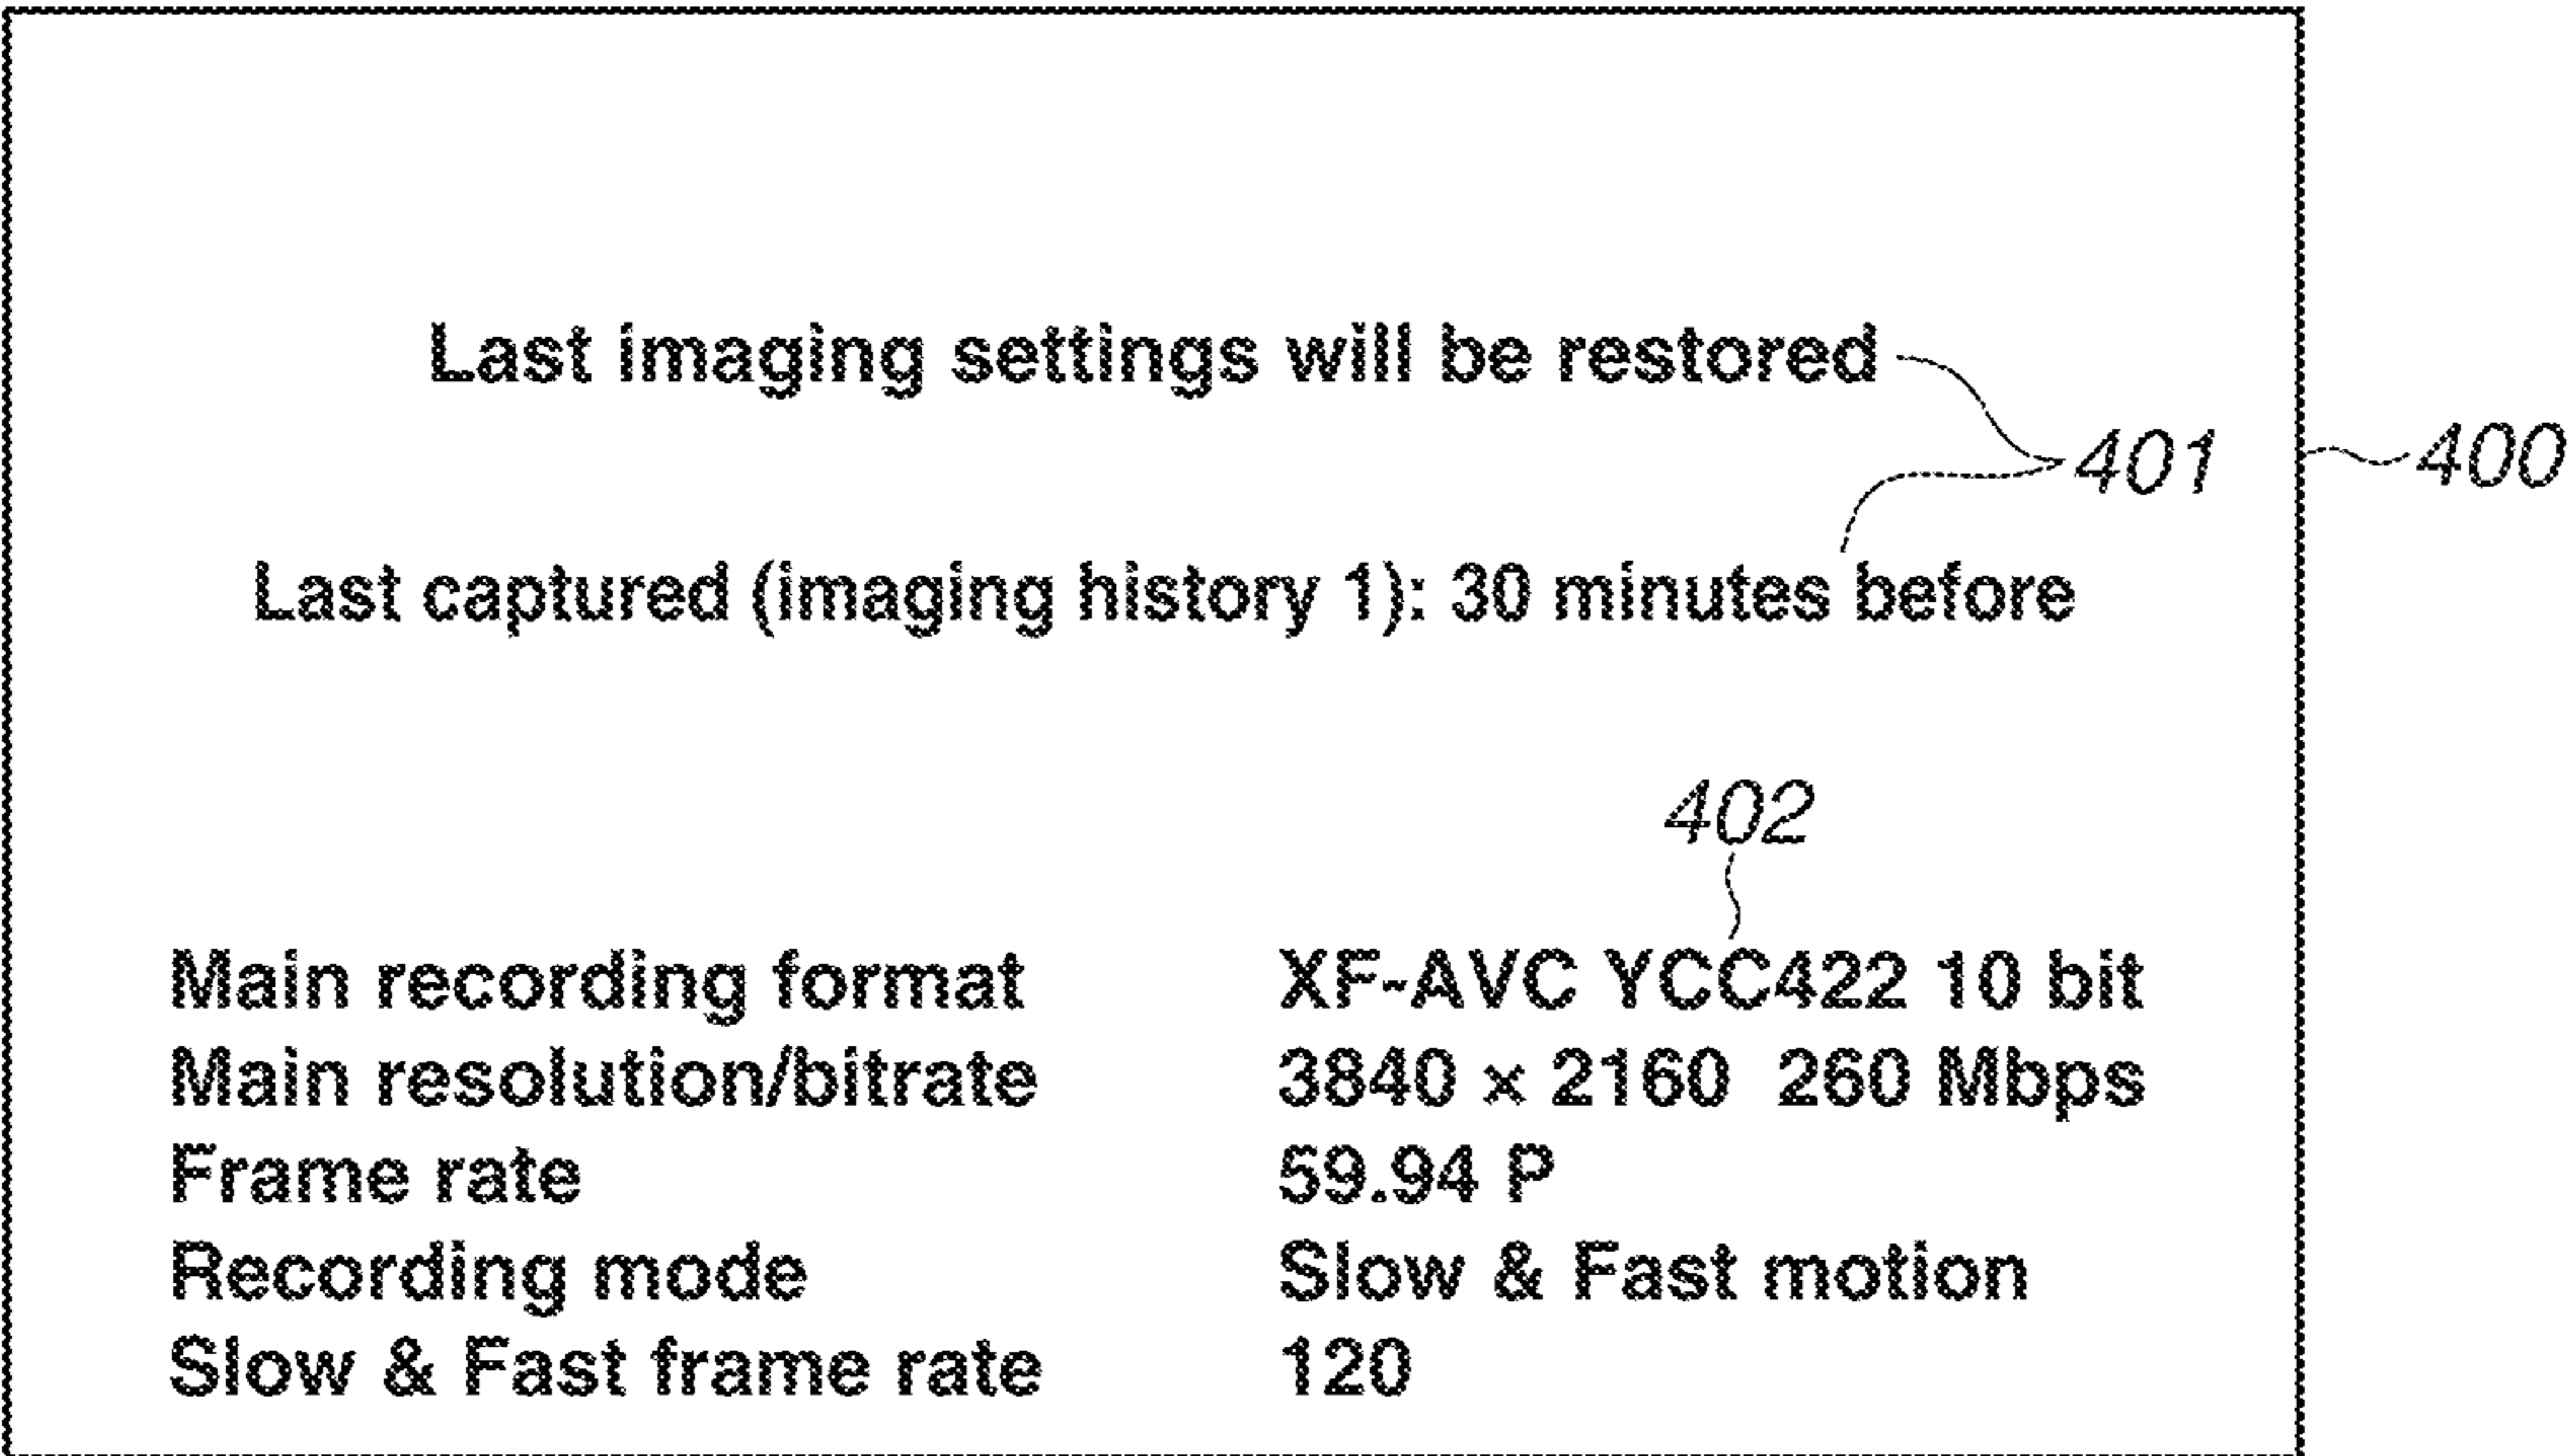 Last imaging settings will be restored
401
400
Last captured (imaging history 1): 30 minutes before
402
Main recording format XF-AVC YCC422 10 bit
Main resolution/bitrate 3840 × 2160 260 Mbps
Frame rate 59.94 P
Recording mode Slow & Fast motion
Slow & Fast frame rate 120